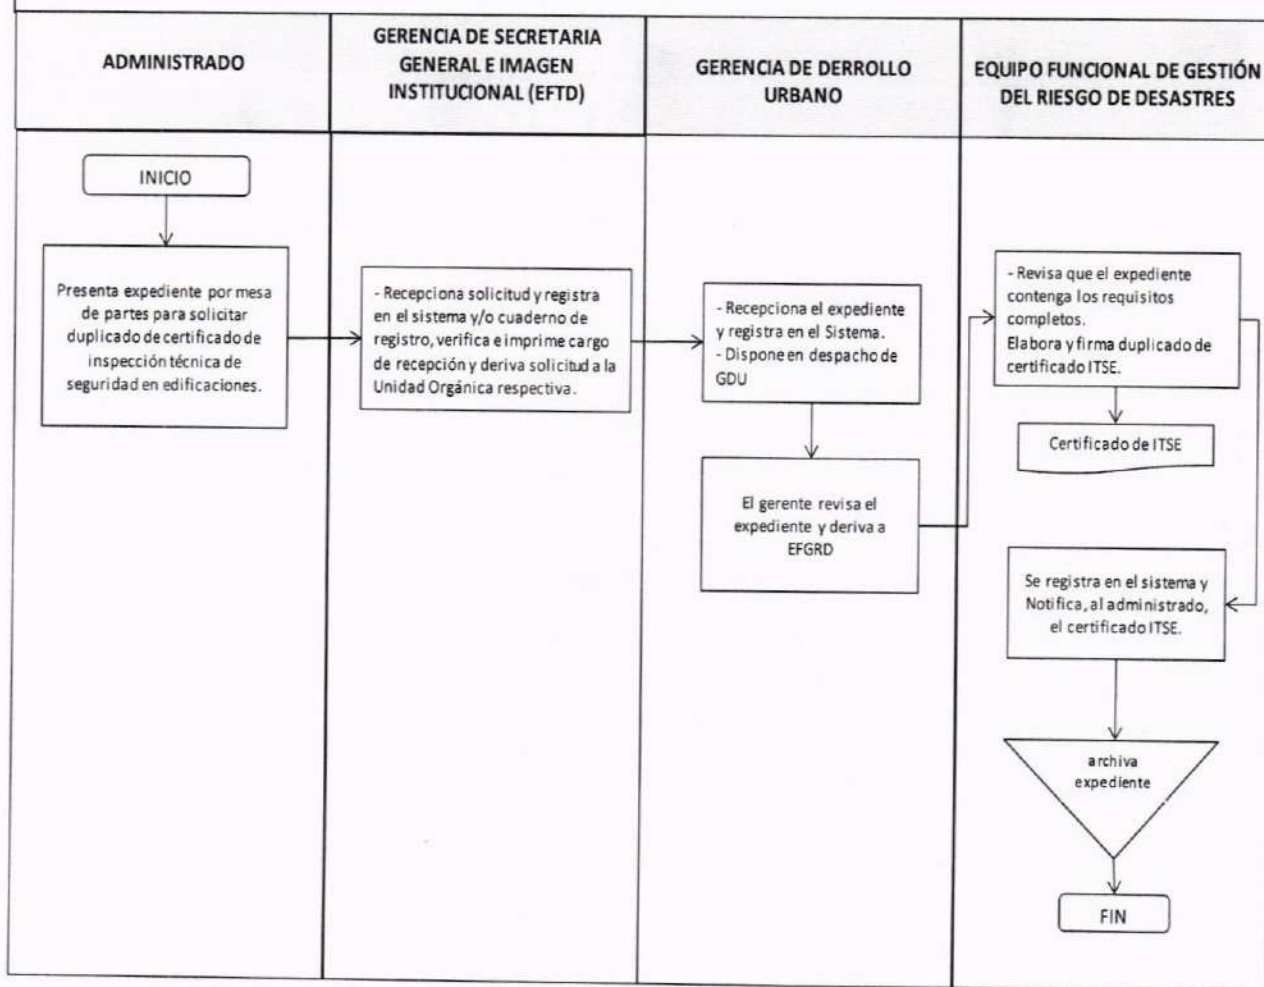 ADMINISTRADO
GERENCIA DE SECRETARIA
GENERAL E IMAGEN
INSTITUCIONAL (EFTD)
GERENCIA DE DERROLLO
URBANO
EQUIPO FUNCIONAL DE GESTIÓN
DEL RIESGO DE DESASTRES
INICIO
Presenta expediente por mesa
de partes para solicitar
duplicado de certificado de
inspección técnica de
seguridad en edificaciones.
- Recepciona solicitud y registra
en el sistema y/o cuaderno de
registro, verifica e imprime cargo
de recepción y deriva solicitud a la
Unidad Orgánica respectiva.
- Recepciona el expediente
y registra en el Sistema.
- Dispone en despacho de
GDU
El gerente revisa el
expediente y deriva a
EFGRD
- Revisa que el expediente
contenga los requisitos
completos.
Elabora y firma duplicado de
certificado ITSE.
Certificado de ITSE
Se registra en el sistema y
Notifica, al administrado,
el certificado ITSE.
archiva
expediente
FIN